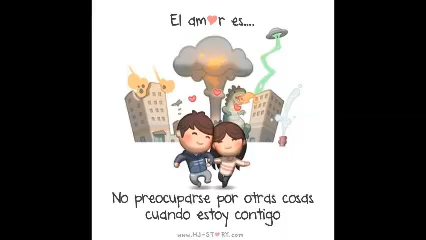 El amor es....
No preocuparse por otras cosas
cuando estoy contigo
www.HJ-STORY.com